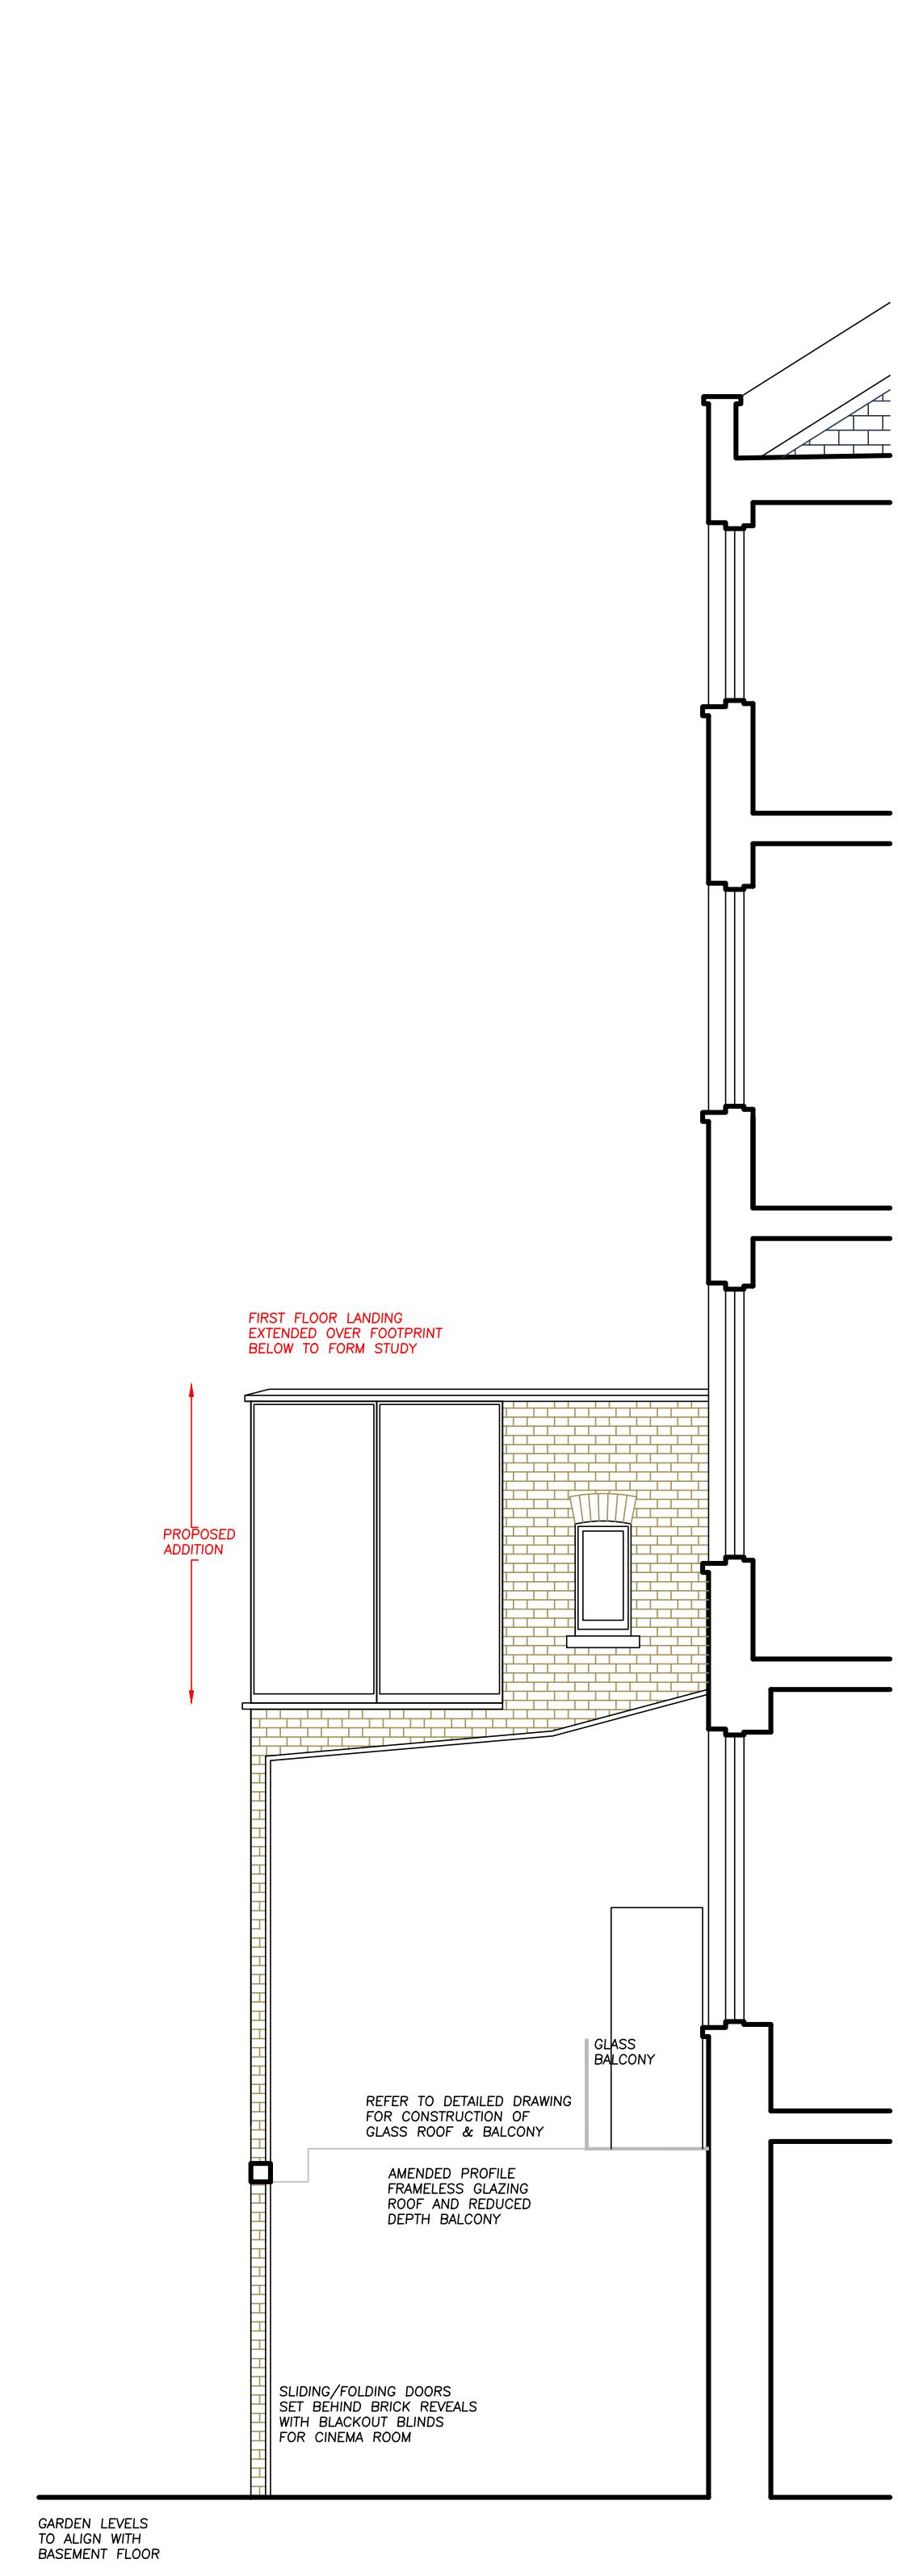 FIRST FLOOR LANDING
EXTENDED OVER FOOTPRINT
BELOW TO FORM STUDY
PROPOSED
ADDITION
GLASS
BALCONY
REFER TO DETAILED DRAWING
FOR CONSTRUCTION OF
GLASS ROOF & BALCONY
AMENDED PROFILE
FRAMELESS GLAZING
ROOF AND REDUCED
DEPTH BALCONY
SLIDING/FOLDING DOORS
SET BEHIND BRICK REVEALS
WITH BLACKOUT BLINDS
FOR CINEMA ROOM
GARDEN LEVELS
TO ALIGN WITH
BASEMENT FLOOR